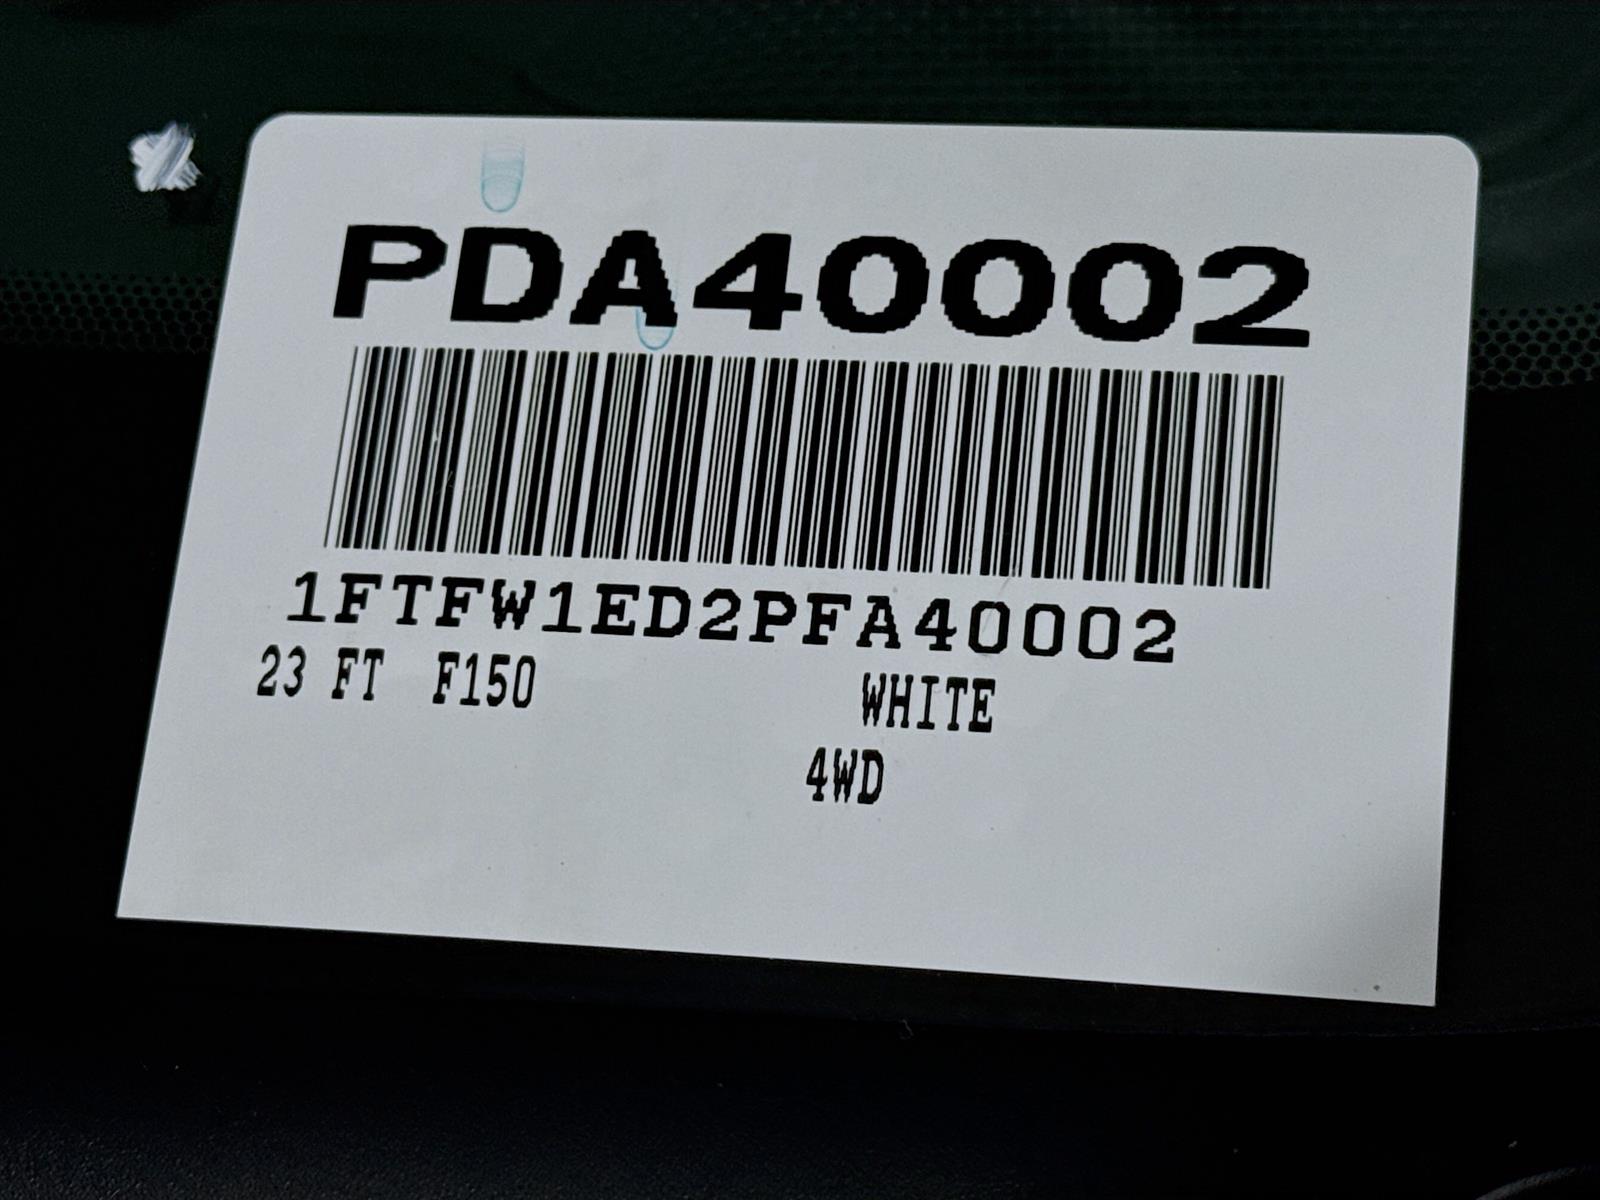 PDA40002
1FTFW1ED2PFA40002
23 FT F150 WHITE
4WD